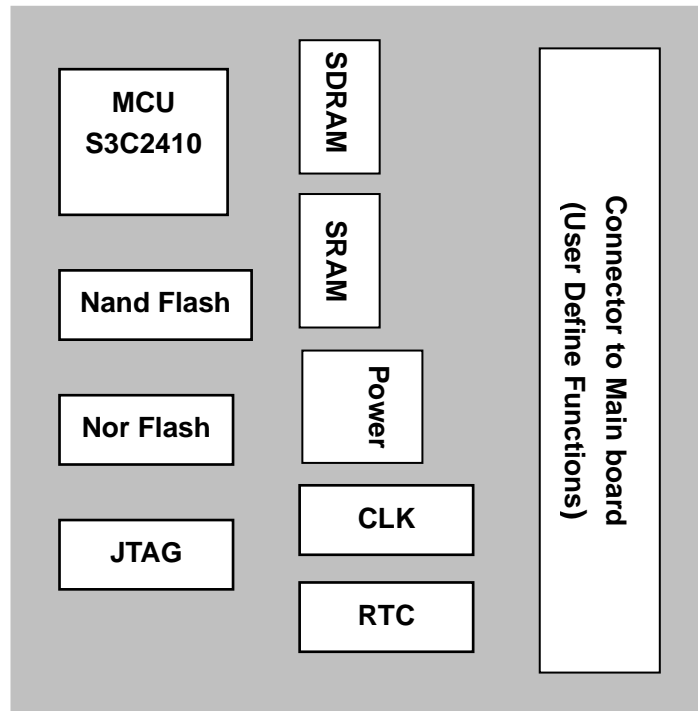 MCU
S3C2410
Nand Flash
Nor Flash
JTAG
SDRAM
SRAM
Power
CLK
RTC
Connector to Main board
(User Define Functions)